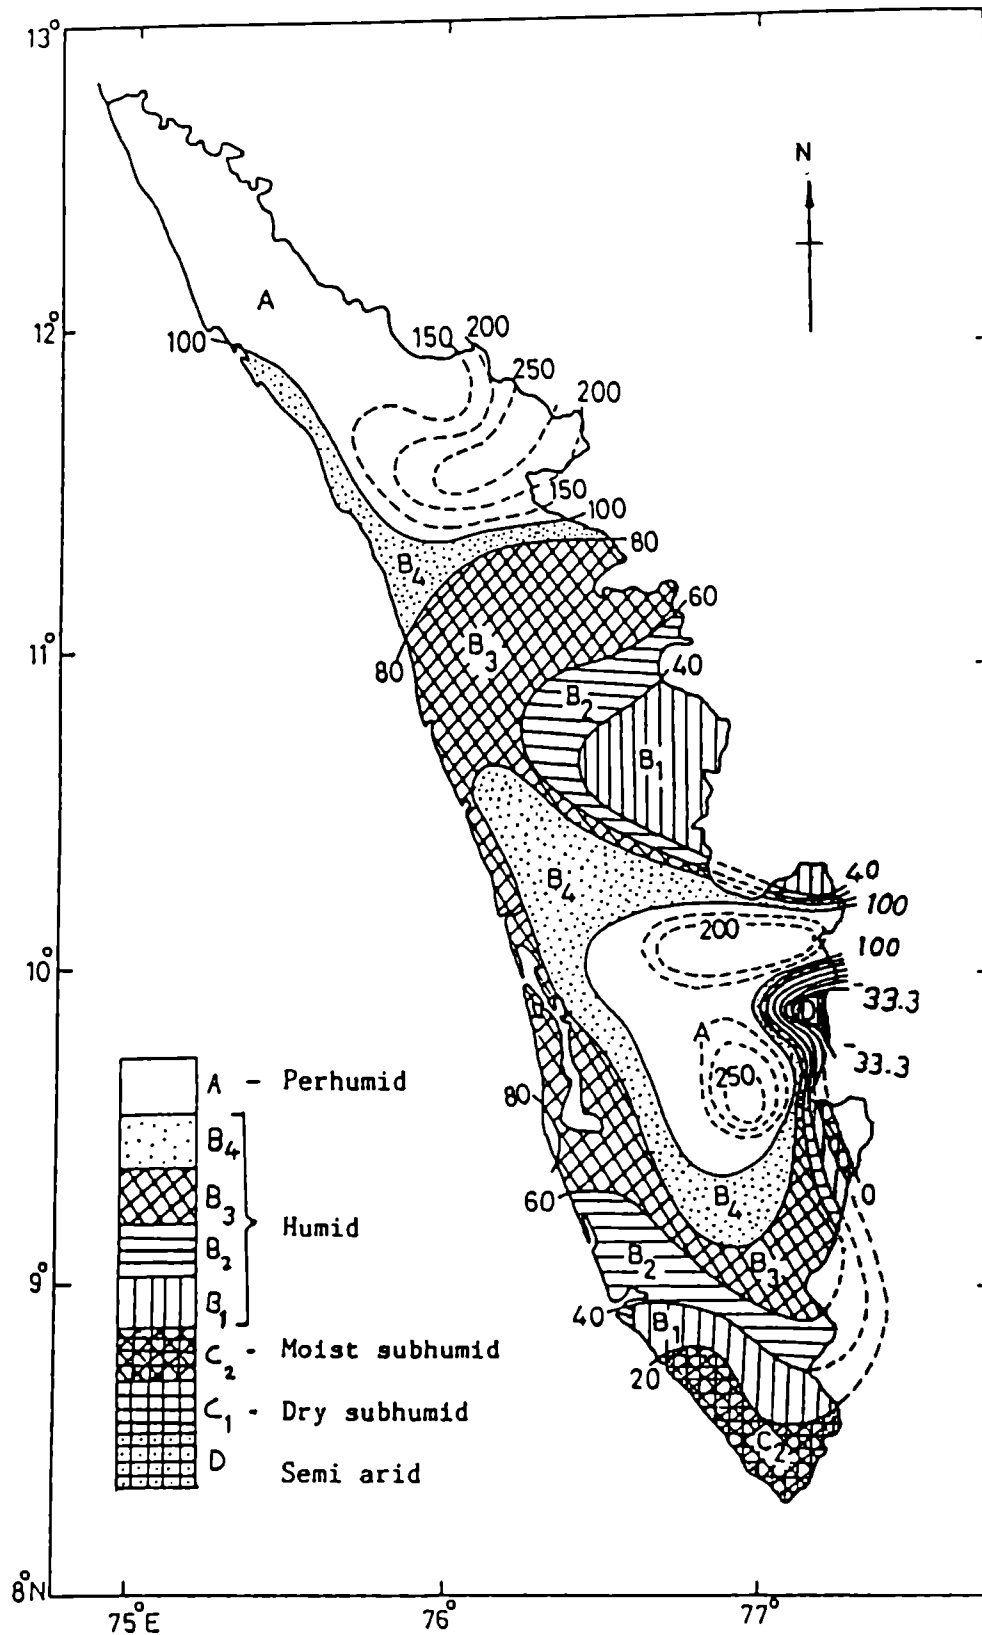 13°
N
A
12°
100
150
200
250
200
150
100
80
B4
60
B3
11°
80
40
B2
B1
B4
40
100
200
100
10°
-33.3
D
A
-33.3
250
80
A - Perhumid
B4
60
B4
0
B3
Humid
B2
B3
B2
9°
40
B1
B1
C2 - Moist subhumid
20
C1 - Dry subhumid
C2
D Semi arid
8°N
75°E
76°
77°